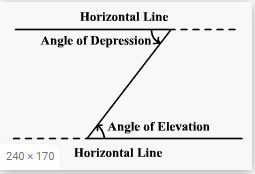 Horizontal Line
Angle of Depression
Angle of Elevation
Horizontal Line
240 × 170